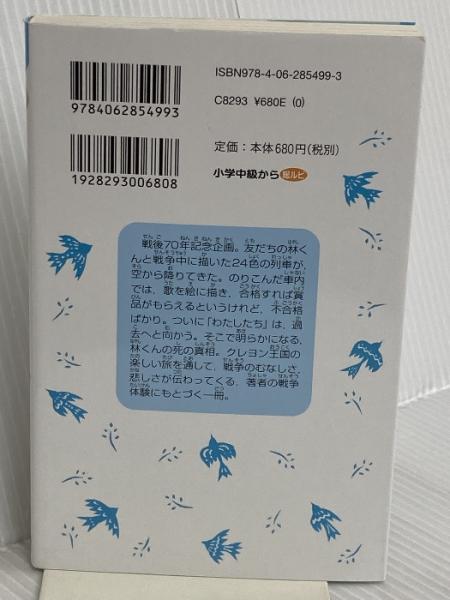 ISBN978-4-06-285499-3
9784062854993
C8293 ¥680E (0)
定価：本体680円（税別）
1928293006808
小学中級から 総ルビ
戦後70年記念企画。友だちの林く
んと戦争中に描いた24色の列車が、
空から降りてきた。のりこんだ車内
では、歌を絵に描き、合格すれば賞
品がもらえるというけれど、不合格
ばかり。ついに「わたしたち」は、過
去へと向かう。そこで明らかになる、
林くんの死の真相。クレヨン王国の
楽しい旅を通して、戦争のむなしさ、
悲しさが伝わってくる、著者の戦争
体験にもとづく一冊。